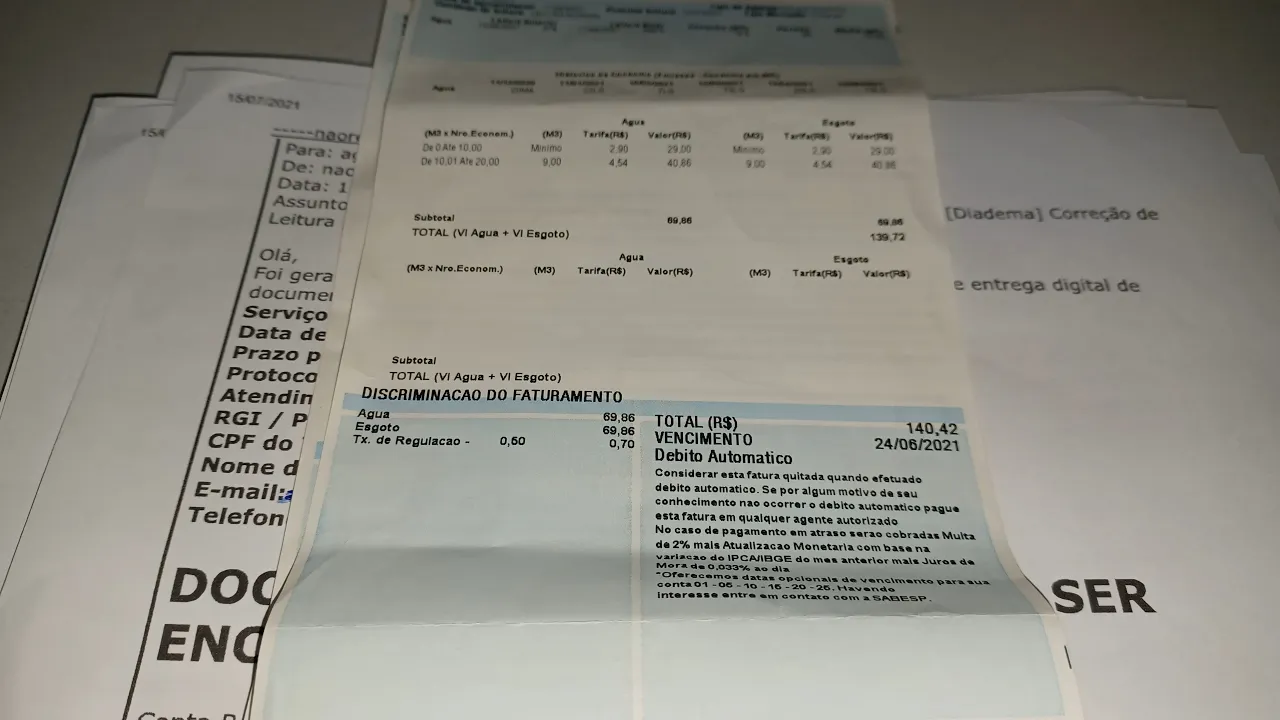 15/07/2021
Para:
De:
Data: 1
Assunto
Leitura
[Diadema] Correção de
Olá,
Foi gera
e entrega digital de
Serviço
Data de
Prazo p
Protoco
Atendin
RGI / P
CPF do
Nome d
E-mail:
Telefon
DOC
SER
ENC
Agua
Agua Esgoto
(M3 x Nro.Econom.) (M3) Tarifa(R$) Valor(R$) (M3) Tarifa(R$) Valor(R$)
De 0 Ate 10,00 Minimo 2,90 29,00 Minimo 2,90 29,00
De 10,01 Ate 20,00 9,00 4,54 40,86 9,00 4,54 40,86
Subtotal 69,86 69,86
TOTAL (Vl Agua + Vl Esgoto) 139,72
Agua Esgoto
(M3 x Nro.Econom.) (M3) Tarifa(R$) Valor(R$) (M3) Tarifa(R$) Valor(R$)
Subtotal
TOTAL (Vl Agua + Vl Esgoto)
DISCRIMINACAO DO FATURAMENTO
Agua 69,86
Esgoto 69,86
Tx. de Regulacao - 0,50 0,70
TOTAL (R$) 140,42
VENCIMENTO 24/06/2021
Debito Automatico
Considerar esta fatura quitada quando efetuado
debito automatico. Se por algum motivo de seu
conhecimento nao ocorrer o debito automatico pague
esta fatura em qualquer agente autorizado
No caso de pagamento em atraso serao cobradas Multa
de 2% mais Atualizacao Monetaria com base na
variacao do IPCA/IBGE do mes anterior mais Juros de
Mora de 0,033% ao dia
*Oferecemos datas opcionais de vencimento para sua
conta 01 - 05 - 10 - 15 - 20 - 25. Havendo
interesse entre em contato com a SABESP.